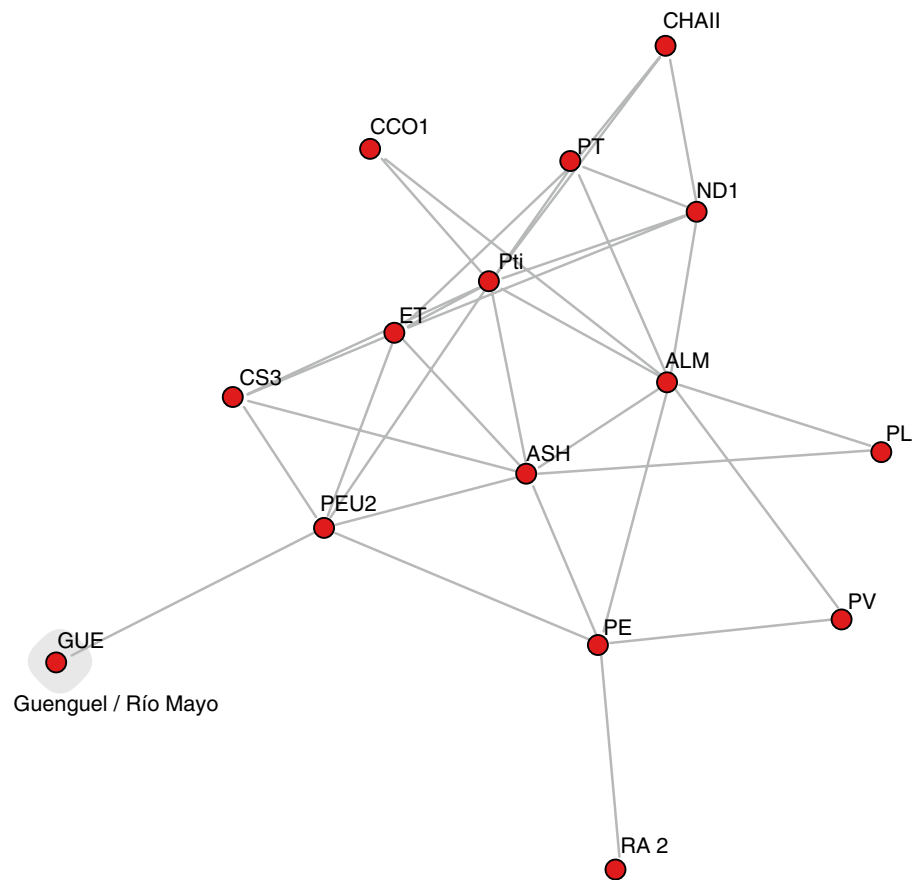 CHAII
CCO1
PT
ND1
Pti
ET
ALM
CS3
PL
ASH
PEU2
PV
PE
GUE
Guenguel / Río Mayo
RA 2